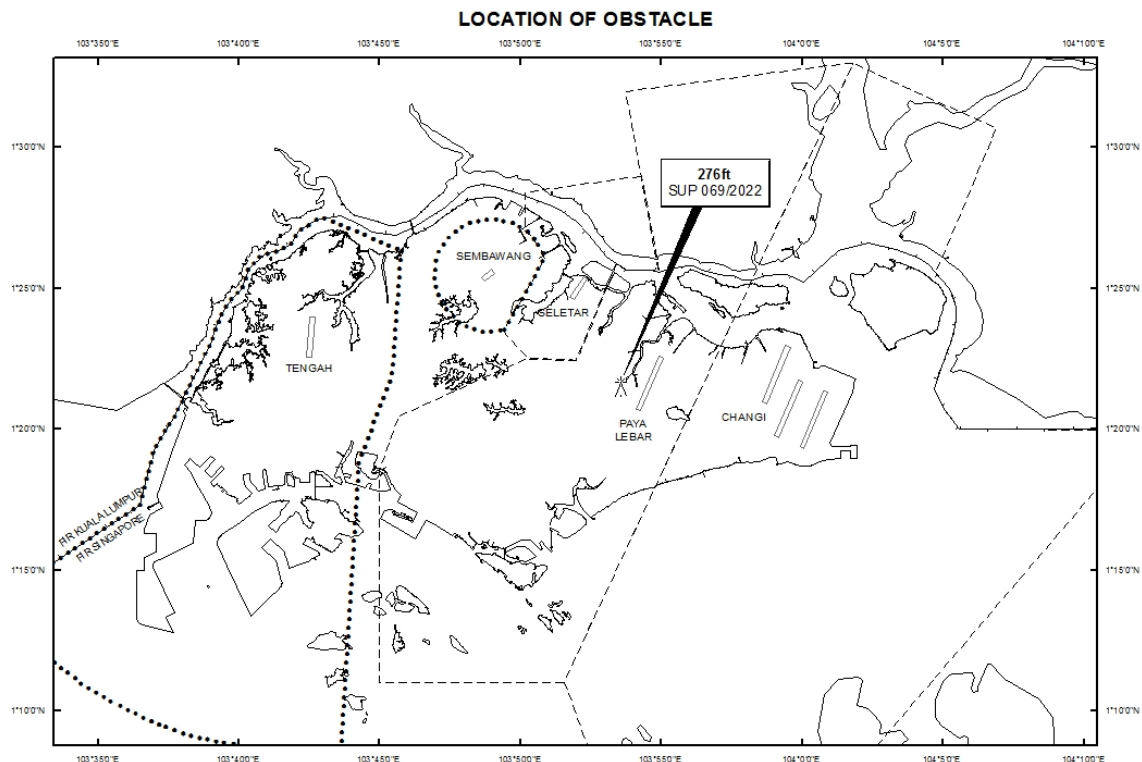 LOCATION OF OBSTACLE
103°35'0"E
103°40'0"E
103°45'0"E
103°50'0"E
103°55'0"E
104°0'0"E
104°5'0"E
104°10'0"E
1°30'0"N
1°30'0"N
276ft
SUP 069/2022
SEMBAWANG
1°25'0"N
1°25'0"N
SELETAR
TENGAH
CHANGI
PAYA
LEBAR
1°20'0"N
1°20'0"N
FIR KUALA LUMPUR
FIR SINGAPORE
1°15'0"N
1°15'0"N
1°10'0"N
1°10'0"N
103°35'0"E
103°40'0"E
103°45'0"E
103°50'0"E
103°55'0"E
104°0'0"E
104°5'0"E
104°10'0"E